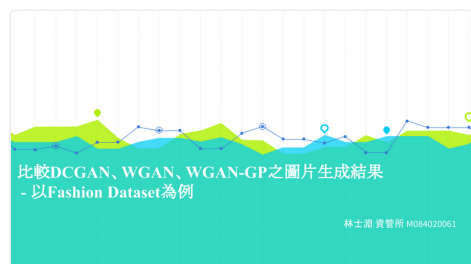 比較DCGAN、WGAN、WGAN-GP之圖片生成結果
- 以Fashion Dataset為例
林士淵 資管所 M084020061